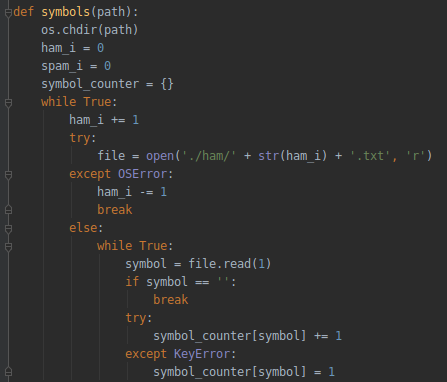 def symbols(path):
    os.chdir(path)
    ham_i = 0
    spam_i = 0
    symbol_counter = {}
    while True:
        ham_i += 1
        try:
            file = open('./ham/' + str(ham_i) + '.txt', 'r')
        except OSError:
            ham_i -= 1
            break
        else:
            while True:
                symbol = file.read(1)
                if symbol == '':
                    break
                try:
                    symbol_counter[symbol] += 1
                except KeyError:
                    symbol_counter[symbol] = 1